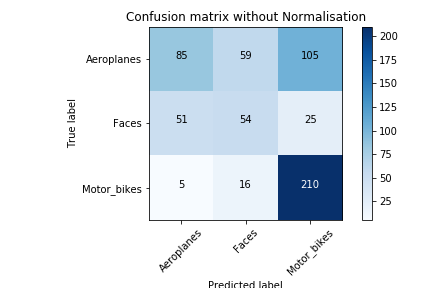 Confusion matrix without Normalisation
True label
Aeroplanes 85 59 105
Faces 51 54 25
Motor_bikes 5 16 210
Aeroplanes Faces Motor_bikes
Predicted label
200
175
150
125
100
75
50
25